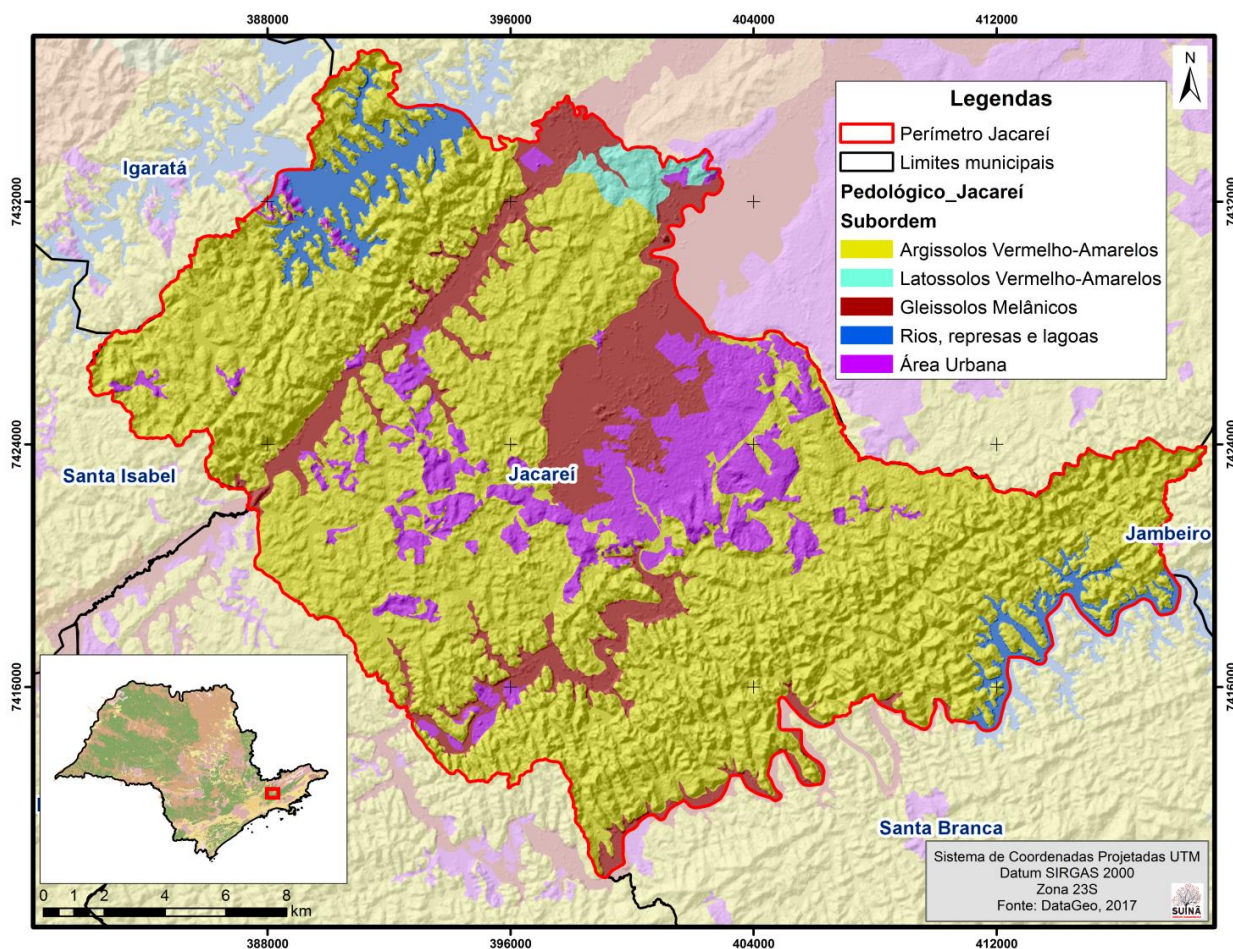 388000
396000
404000
412000
N
Legendas
Perímetro Jacareí
Limites municipais
Pedológico_Jacareí
Subordem
Argissolos Vermelho-Amarelos
Latossolos Vermelho-Amarelos
Gleissolos Melânicos
Rios, represas e lagoas
Área Urbana
Igaratá
7432000
7432000
7424000
7424000
Santa Isabel
Jacareí
Jambeiro
7416000
7416000
Santa Branca
Sistema de Coordenadas Projetadas UTM
Datum SIRGAS 2000
Zona 23S
Fonte: DataGeo, 2017
SUINÃ
0 1 2 4 6 8
km
388000
396000
404000
412000